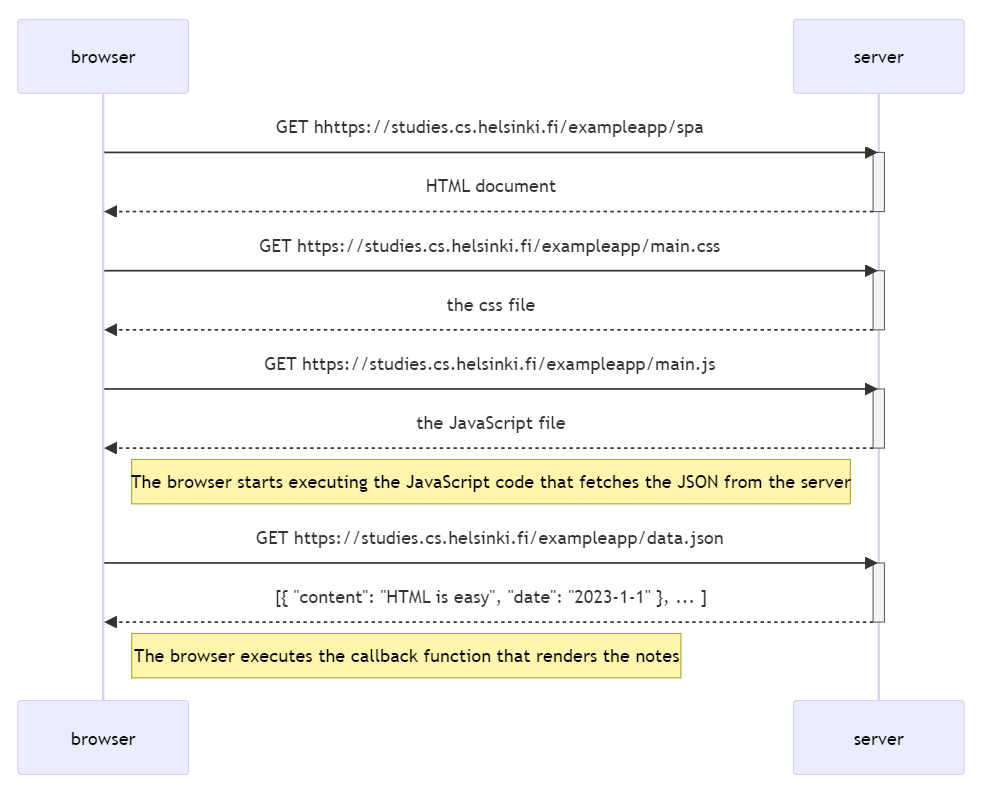 browser
server
GET hhttps://studies.cs.helsinki.fi/exampleapp/spa
HTML document
GET https://studies.cs.helsinki.fi/exampleapp/main.css
the css file
GET https://studies.cs.helsinki.fi/exampleapp/main.js
the JavaScript file
The browser starts executing the JavaScript code that fetches the JSON from the server
GET https://studies.cs.helsinki.fi/exampleapp/data.json
[{ "content": "HTML is easy", "date": "2023-1-1" }, ... ]
The browser executes the callback function that renders the notes
browser
server